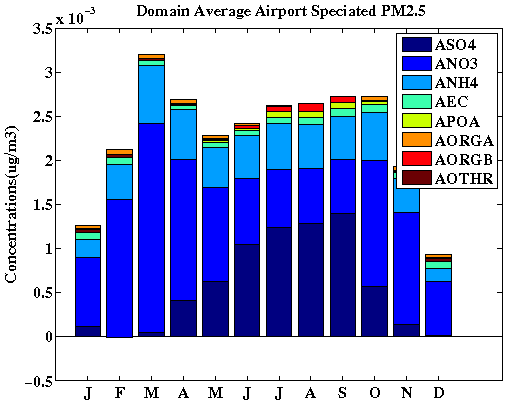 Domain Average Airport Speciated PM2.5
x 10⁻³
3.5
3
2.5
2
1.5
1
0.5
0
−0.5
Concentrations(ug/m3)
J F M A M J J A S O N D
ASO4
ANO3
ANH4
AEC
APOA
AORGA
AORGB
AOTHR